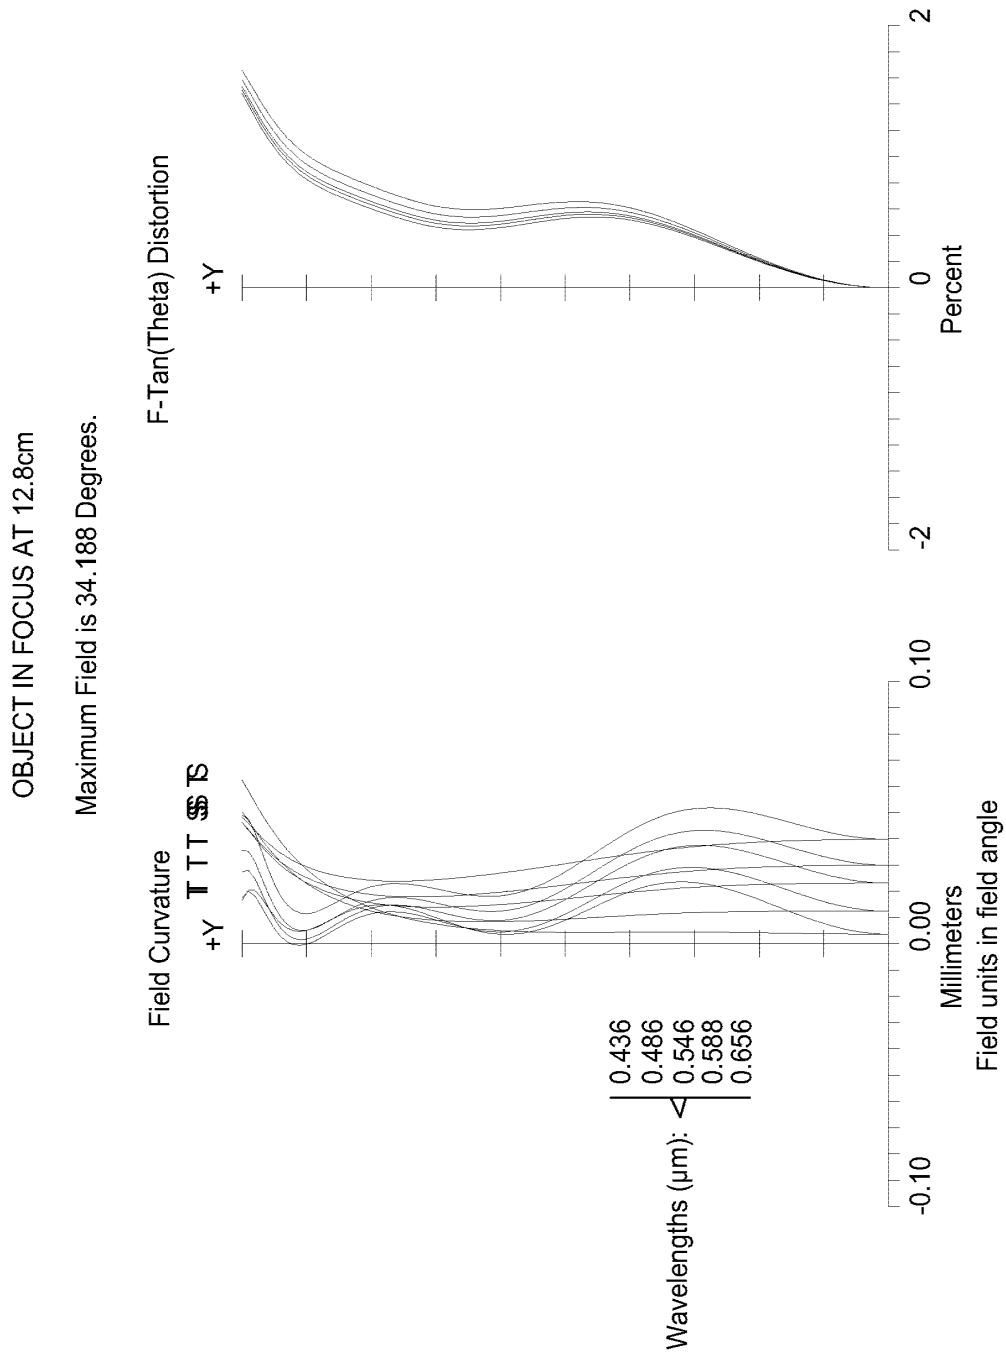 OBJECT IN FOCUS AT 12.8cm
Maximum Field is 34.188 Degrees.
Field Curvature
F-Tan(Theta) Distortion
+Y
T T T T S S T S
+Y
Wavelengths (µm):
0.436
0.486
0.546
0.588
0.656
-0.10
0.00
0.10
-2
0
2
Millimeters
Percent
Field units in field angle